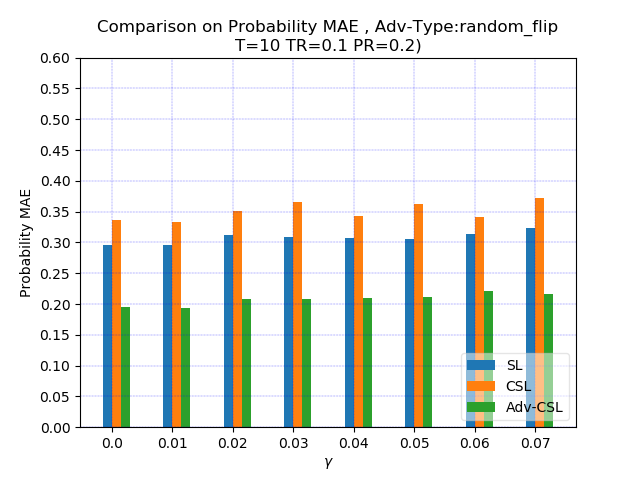 Comparison on Probability MAE , Adv-Type:random_flip
T=10 TR=0.1 PR=0.2)
0.60
0.55
0.50
0.45
0.40
0.35
0.30
0.25
0.20
0.15
0.10
0.05
0.00
Probability MAE
SL
CSL
Adv-CSL
0.0 0.01 0.02 0.03 0.04 0.05 0.06 0.07
γ